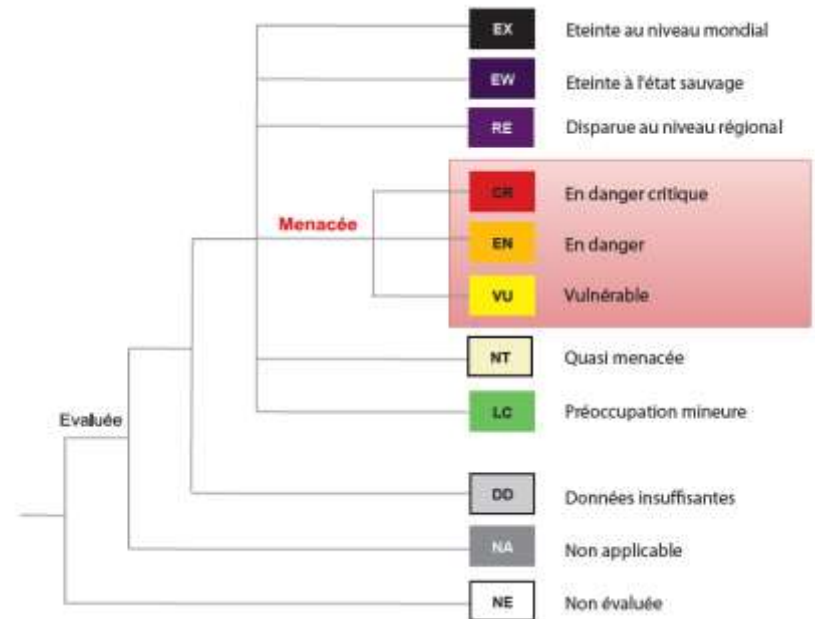 EX Eteinte au niveau mondial
EW Eteinte à l'état sauvage
RE Disparue au niveau régional
CR En danger critique
Menacée
EN En danger
VU Vulnérable
NT Quasi menacée
LC Préoccupation mineure
Evaluée
DD Données insuffisantes
NA Non applicable
NE Non évaluée